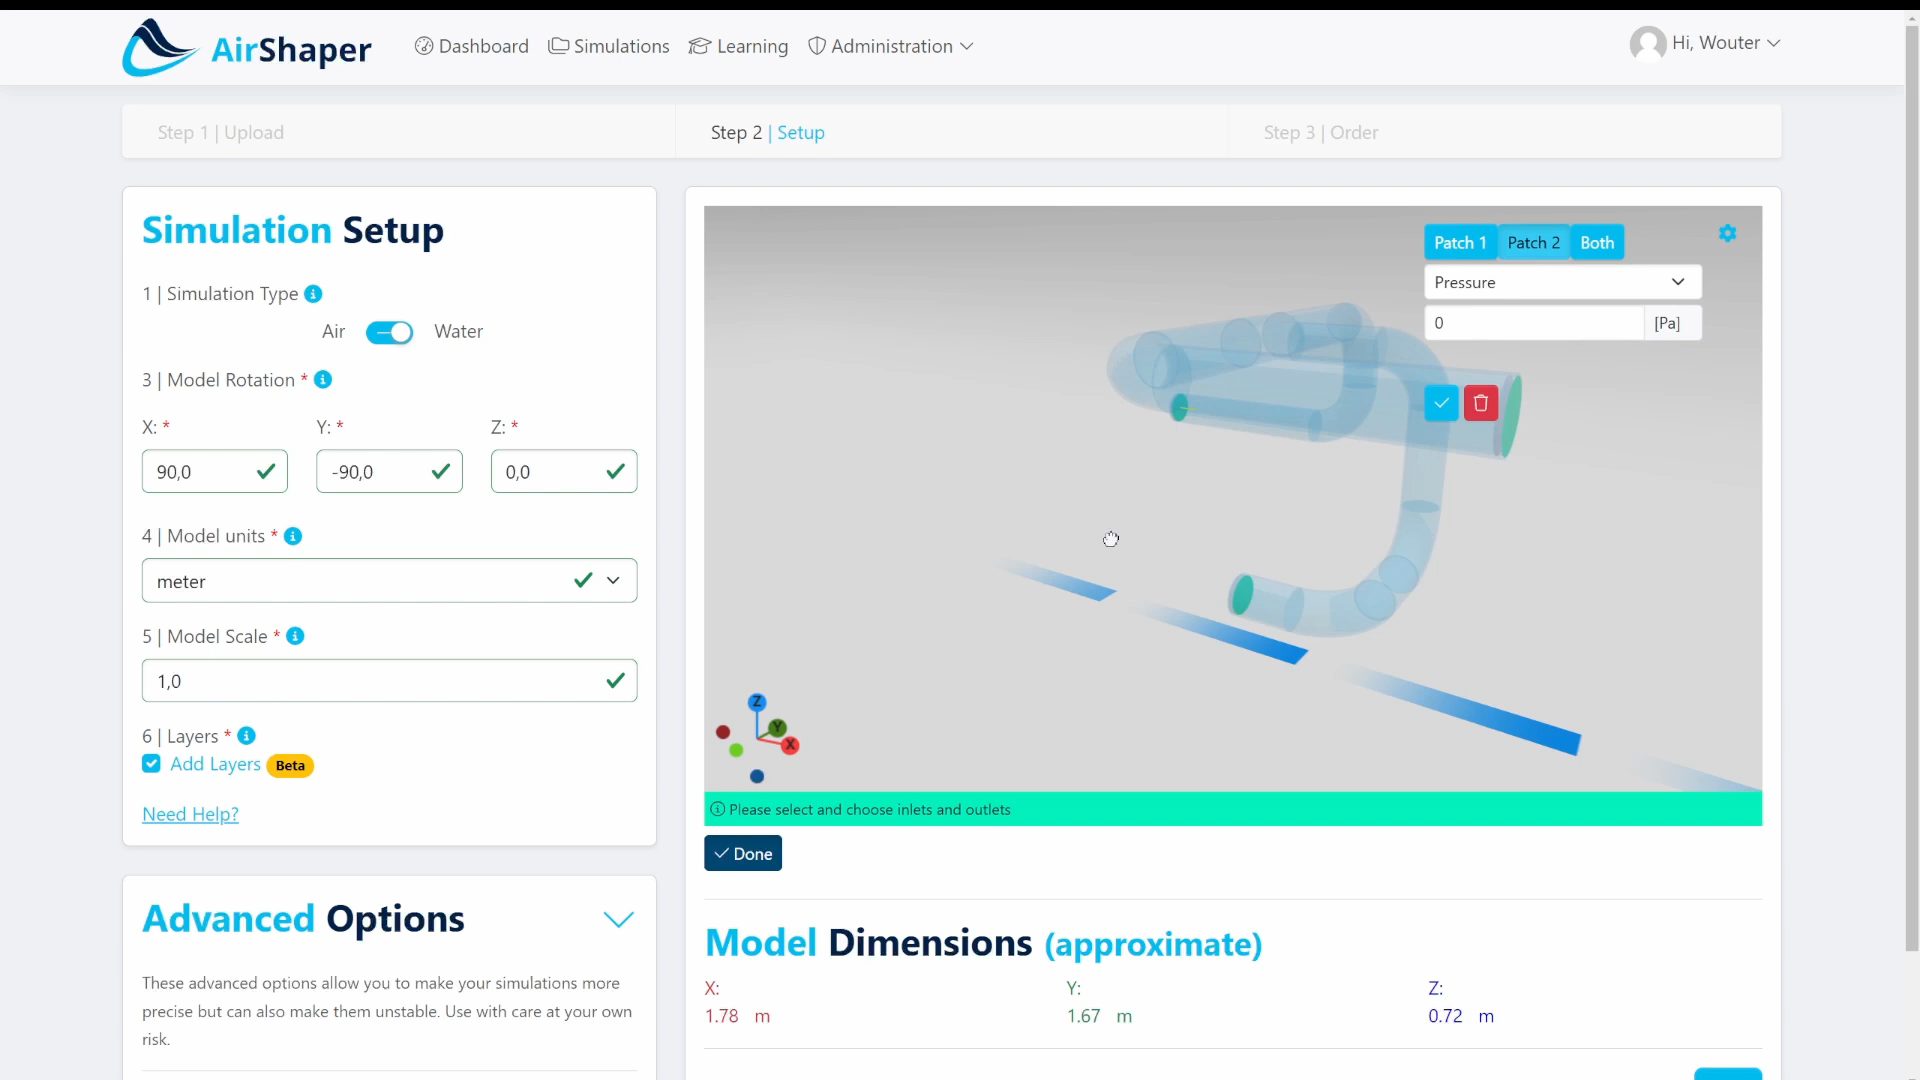 AirShaper
Dashboard
Simulations
Learning
Administration
Hi, Wouter
Step 1 | Upload
Step 2 | Setup
Step 3 | Order
Simulation Setup
1 | Simulation Type
Air
Water
3 | Model Rotation *
X: *
Y: *
Z: *
90,0
-90,0
0,0
4 | Model units *
meter
5 | Model Scale *
1,0
6 | Layers *
Add Layers Beta
Need Help?
Advanced Options
These advanced options allow you to make your simulations more
precise but can also make them unstable. Use with care at your own
risk.
Patch 1
Patch 2
Both
Pressure
0
[Pa]
Z
Y
X
Please select and choose inlets and outlets
Done
Model Dimensions (approximate)
X:
Y:
Z:
1.78 m
1.67 m
0.72 m